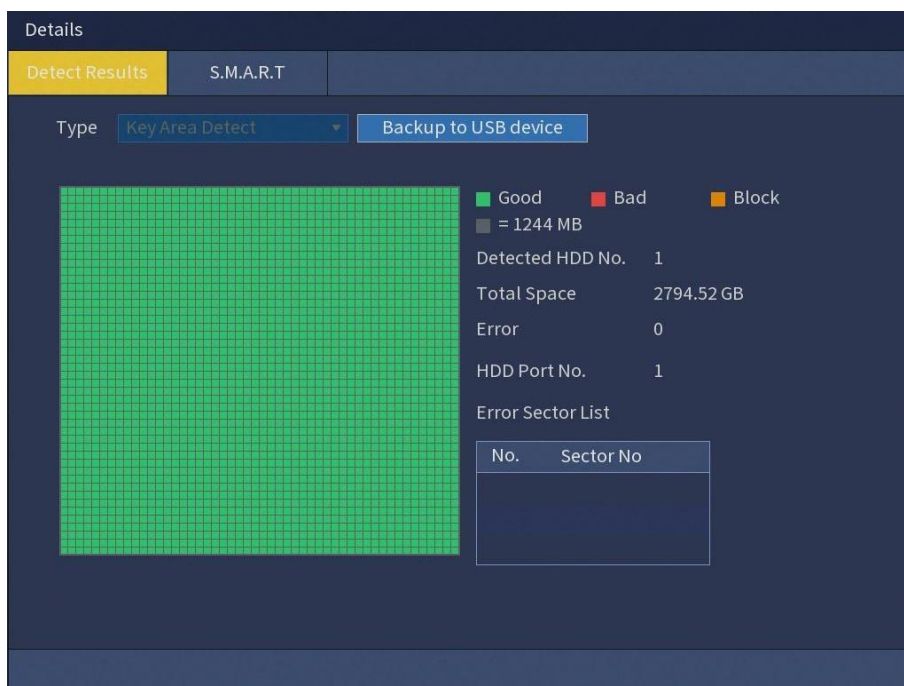 Details
Detect Results S.M.A.R.T
Type Key Area Detect Backup to USB device
Good Bad Block
= 1244 MB
Detected HDD No. 1
Total Space 2794.52 GB
Error 0
HDD Port No. 1
Error Sector List
No. Sector No